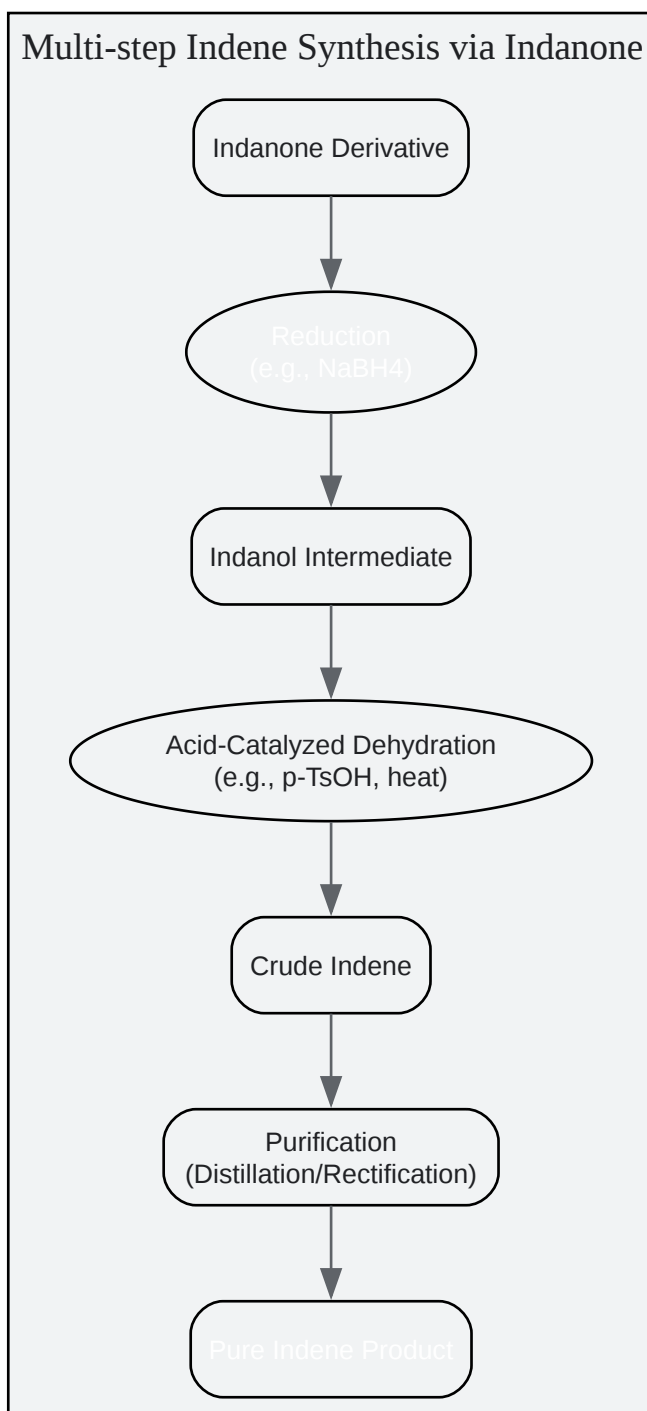 Multi-step Indene Synthesis via Indanone
Indanone Derivative
Reduction
(e.g., NaBH4)
Indanol Intermediate
Acid-Catalyzed Dehydration
(e.g., p-TsOH, heat)
Crude Indene
Purification
(Distillation/Rectification)
Pure Indene Product